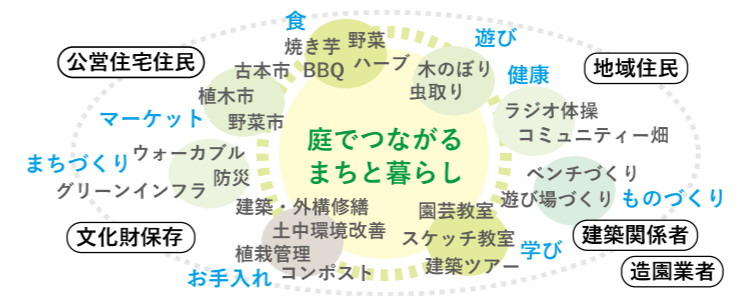 食
焼き芋 野菜
BBQ ハーブ
遊び
木のぼり
虫取り
公営住宅住民
地域住民
古本市
植木市
野菜市
マーケット
健康
ラジオ体操
コミュニティー畑
庭でつながる
まちと暮らし
まちづくり
ウォーカブル
防災
グリーンインフラ
ベンチづくり
遊び場づくり
ものづくり
建築・外構修繕
土中環境改善
植栽管理
コンポスト
お手入れ
園芸教室
スケッチ教室
建築ツアー
学び
文化財保存
建築関係者
造園業者